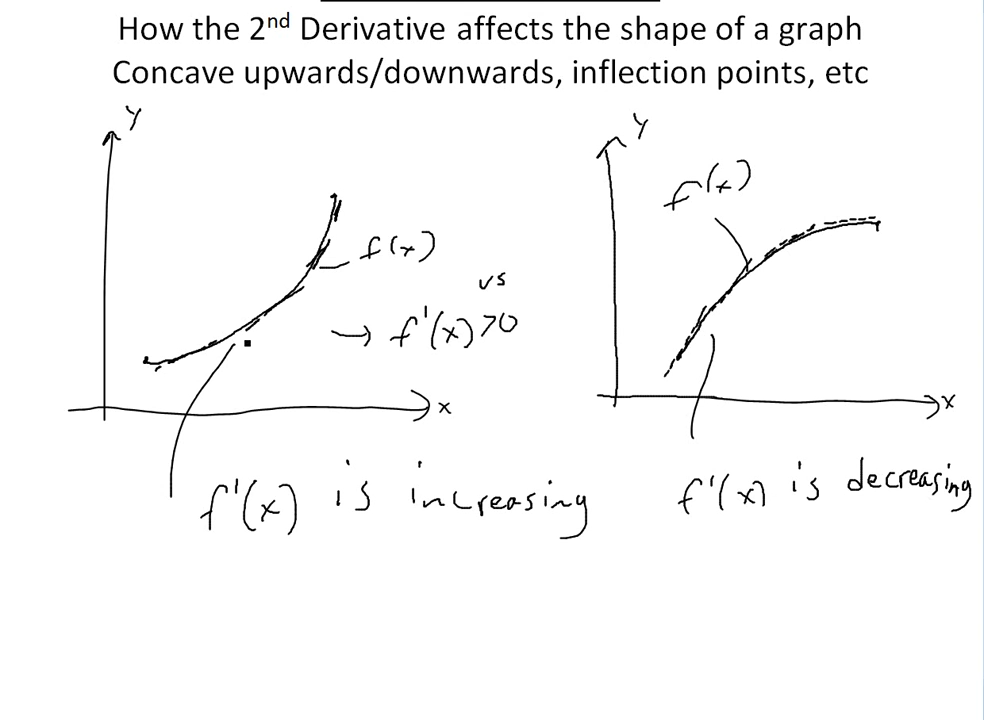 How the 2nd Derivative affects the shape of a graph
Concave upwards/downwards, inflection points, etc
y
y
f(x)
f(x)
vs
→ f'(x)>0
x
x
f'(x) is increasing
f'(x) is decreasing